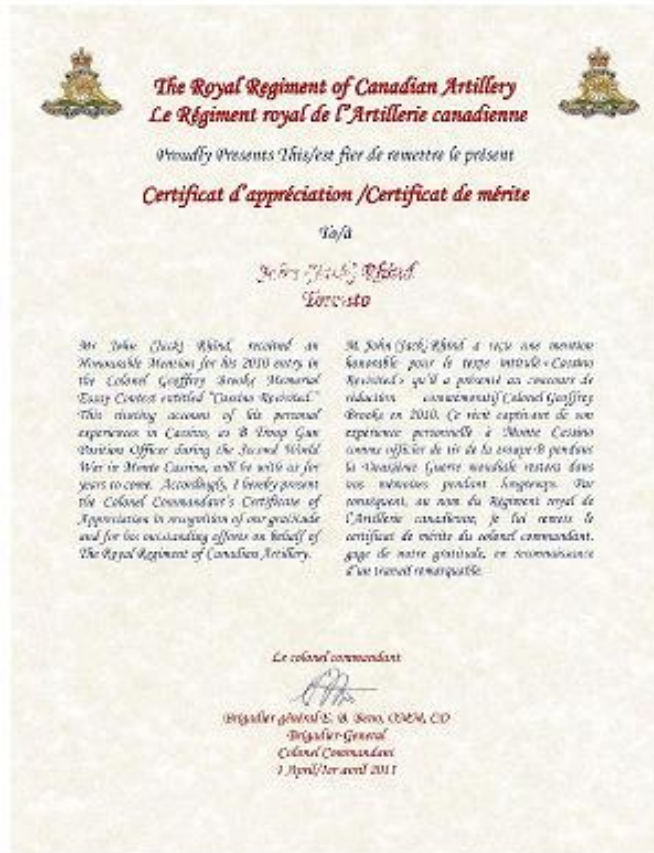 The Royal Regiment of Canadian Artillery
Le Régiment royal de l'Artillerie canadienne
Proudly Presents This/est fier de remettre le présent
Certificat d'appréciation /Certificat de mérite
To/à
John (Jack) Rhind
Toronto
Mr John (Jack) Rhind, received an
Honourable Mention for his 2010 entry in
the Colonel Geoffrey Brooks Memorial
Essay Contest entitled "Cassino Revisited."
This riveting account of his personal
experiences in Cassino, as B Troop Gun
Position Officer during the Second World
War in Monte Cassino, will be with us for
years to come. Accordingly, I hereby present
the Colonel Commandant's Certificate of
Appreciation in recognition of our gratitude
and for his outstanding efforts on behalf of
The Royal Regiment of Canadian Artillery.
M. John (Jack) Rhind a reçu une mention
honorable pour le texte intitulé « Cassino
Revisited » qu'il a présenté au concours de
rédaction commémoratif Colonel Geoffrey
Brooks en 2010. Ce récit captivant de son
expérience personnelle à Monte Cassino
comme officier de tir de la troupe B pendant
la Deuxième Guerre mondiale restera dans
nos mémoires pendant longtemps. Par
conséquent, au nom du Régiment royal de
l'Artillerie canadienne, je lui remets le
certificat de mérite du colonel commandant,
gage de notre gratitude, en reconnaissance
d'un travail remarquable.
Le colonel commandant
Brigadier général E. B. Beno, OMM, CD
Brigadier-General
Colonel Commandant
1 April/1er avril 2011